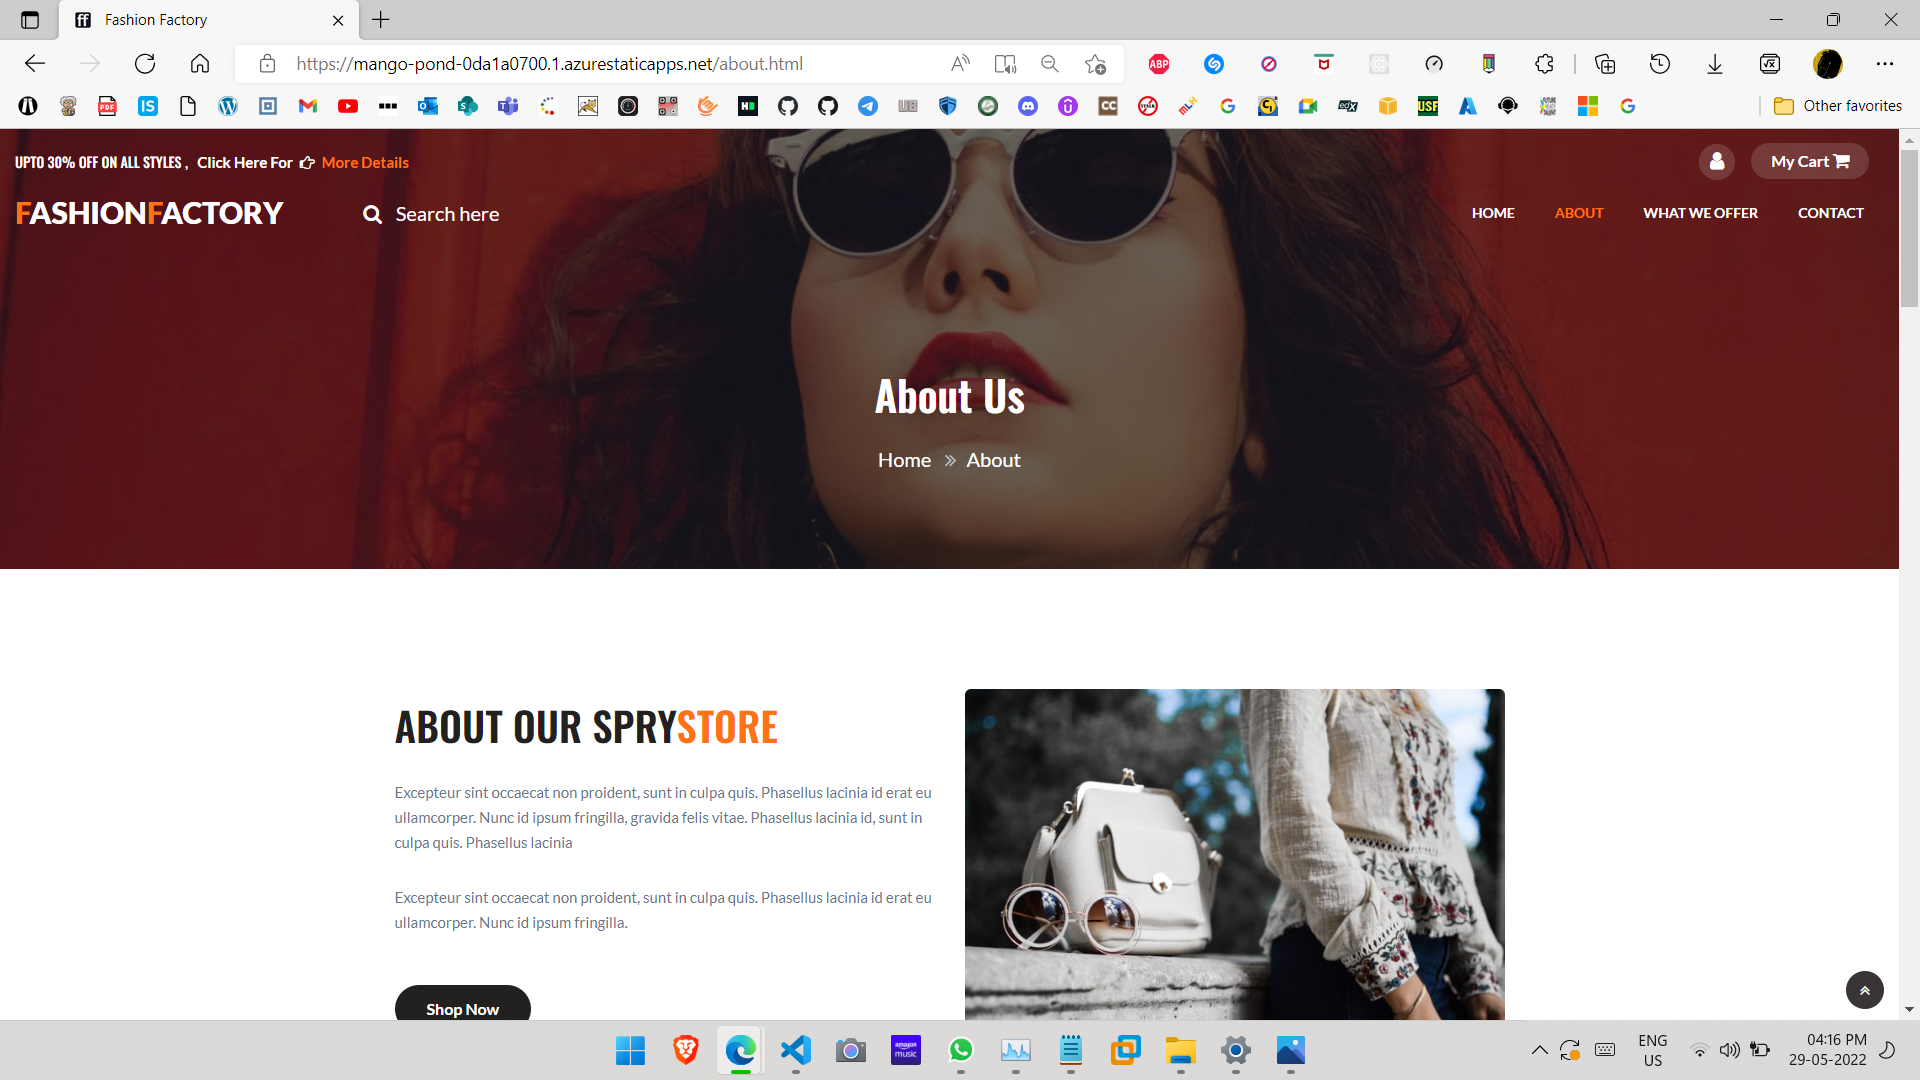 Fashion Factory
https://mango-pond-0da1a0700.1.azurestaticapps.net/about.html
Other favorites
UPTO 30% OFF ON ALL STYLES , Click Here For More Details
My Cart
FASHIONFACTORY
Search here
HOME ABOUT WHAT WE OFFER CONTACT
About Us
Home » About
ABOUT OUR SPRYSTORE
Excepteur sint occaecat non proident, sunt in culpa quis. Phasellus lacinia id erat eu
ullamcorper. Nunc id ipsum fringilla, gravida felis vitae. Phasellus lacinia id, sunt in
culpa quis. Phasellus lacinia
Excepteur sint occaecat non proident, sunt in culpa quis. Phasellus lacinia id erat eu
ullamcorper. Nunc id ipsum fringilla.
Shop Now
ENG
US
04:16 PM
29-05-2022